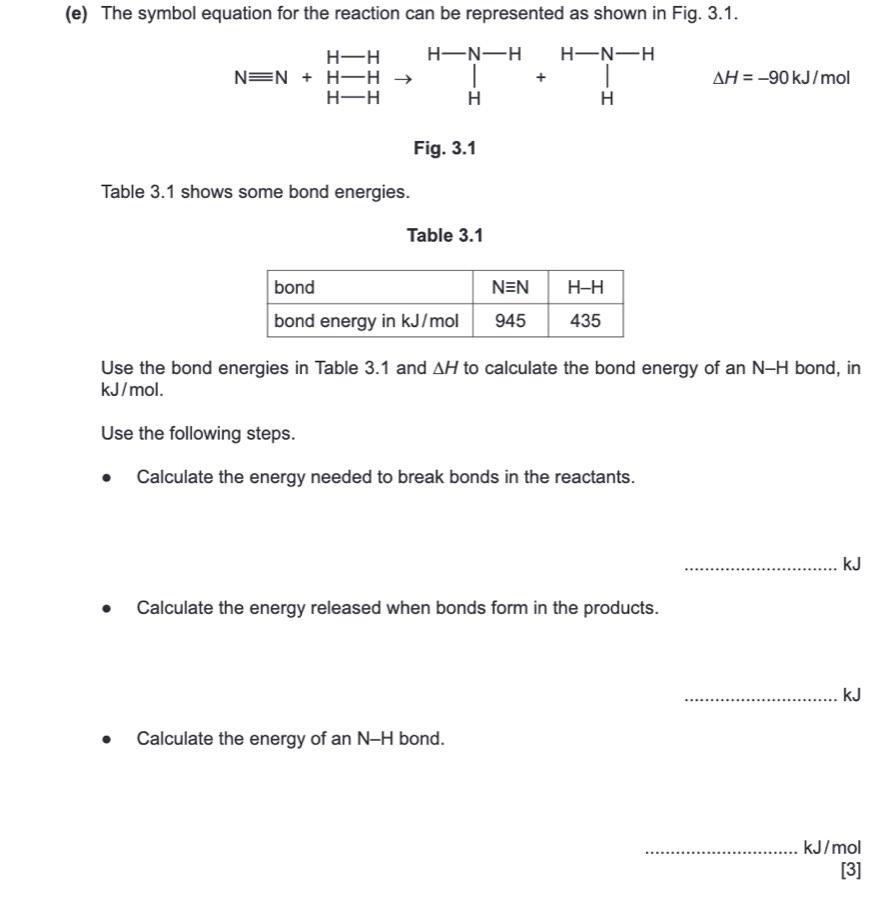 (e) The symbol equation for the reaction can be represented as shown in Fig. 3.1.
H—H H—N—H H—N—H
N≡N + H—H → | + | ΔH = –90 kJ/mol
H—H H H
Fig. 3.1
Table 3.1 shows some bond energies.
Table 3.1
bond N≡N H–H
bond energy in kJ/mol 945 435
Use the bond energies in Table 3.1 and ΔH to calculate the bond energy of an N–H bond, in
kJ/mol.
Use the following steps.
• Calculate the energy needed to break bonds in the reactants.
.............................. kJ
• Calculate the energy released when bonds form in the products.
.............................. kJ
• Calculate the energy of an N–H bond.
.............................. kJ/mol
[3]